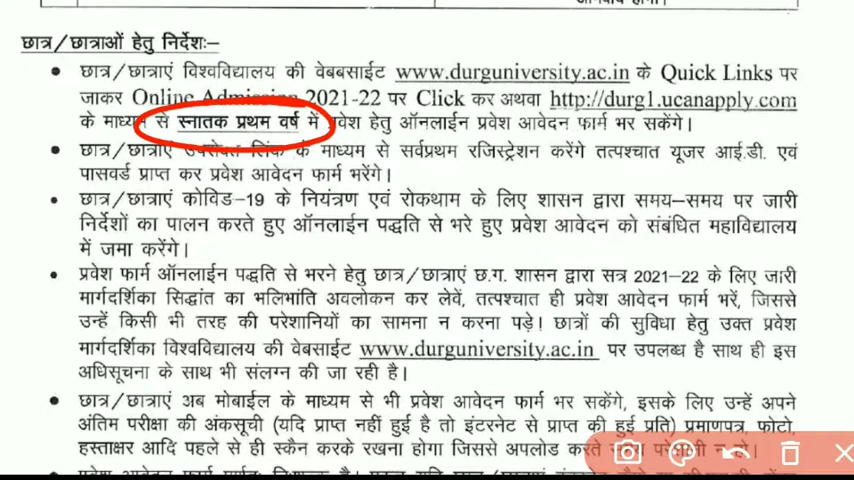 छात्र/छात्राओं हेतु निर्देशः–
• छात्र/छात्राएं विश्वविद्यालय की वेबबसाईट www.durguniversity.ac.in के Quick Links पर
जाकर Online Admission 2021-22 पर Click कर अथवा http://durg1.ucanapply.com
के माध्यम से स्नातक प्रथम वर्ष में प्रवेश हेतु ऑनलाईन प्रवेश आवेदन फार्म भर सकेंगे।
• छात्र/छात्राएं उपरोक्त लिंक के माध्यम से सर्वप्रथम रजिस्ट्रेशन करेंगे तत्पश्चात यूजर आई.डी. एवं
पासवर्ड प्राप्त कर प्रवेश आवेदन फार्म भरेंगे।
• छात्र/छात्राएं कोविड–19 के नियंत्रण एवं रोकथाम के लिए शासन द्वारा समय–समय पर जारी
निर्देशों का पालन करते हुए ऑनलाईन पद्धति से भरे हुए प्रवेश आवेदन को संबंधित महाविद्यालय
में जमा करेंगे।
• प्रवेश फार्म ऑनलाईन पद्धति से भरने हेतु छात्र/छात्राएं छ.ग. शासन द्वारा सत्र 2021–22 के लिए जारी
मार्गदर्शिका सिद्धांत का भलिभांति अवलोकन कर लेवें, तत्पश्चात ही प्रवेश आवेदन फार्म भरें, जिससे
उन्हें किसी भी तरह की परेशानियों का सामना न करना पड़े! छात्रों की सुविधा हेतु उक्त प्रवेश
मार्गदर्शिका विश्वविद्यालय की वेबसाईट www.durguniversity.ac.in पर उपलब्ध है साथ ही इस
अधिसूचना के साथ भी संलग्न की जा रही है।
• छात्र/छात्राएं अब मोबाईल के माध्यम से भी प्रवेश आवेदन फार्म भर सकेंगे, इसके लिए उन्हें अपने
अंतिम परीक्षा की अंकसूची (यदि प्राप्त नहीं हुई है तो इंटरनेट से प्राप्त की हुई प्रति) प्रमाणपत्र, फोटो,
हस्ताक्षर आदि पहले से ही स्कैन करके रखना होगा जिससे अपलोड करते